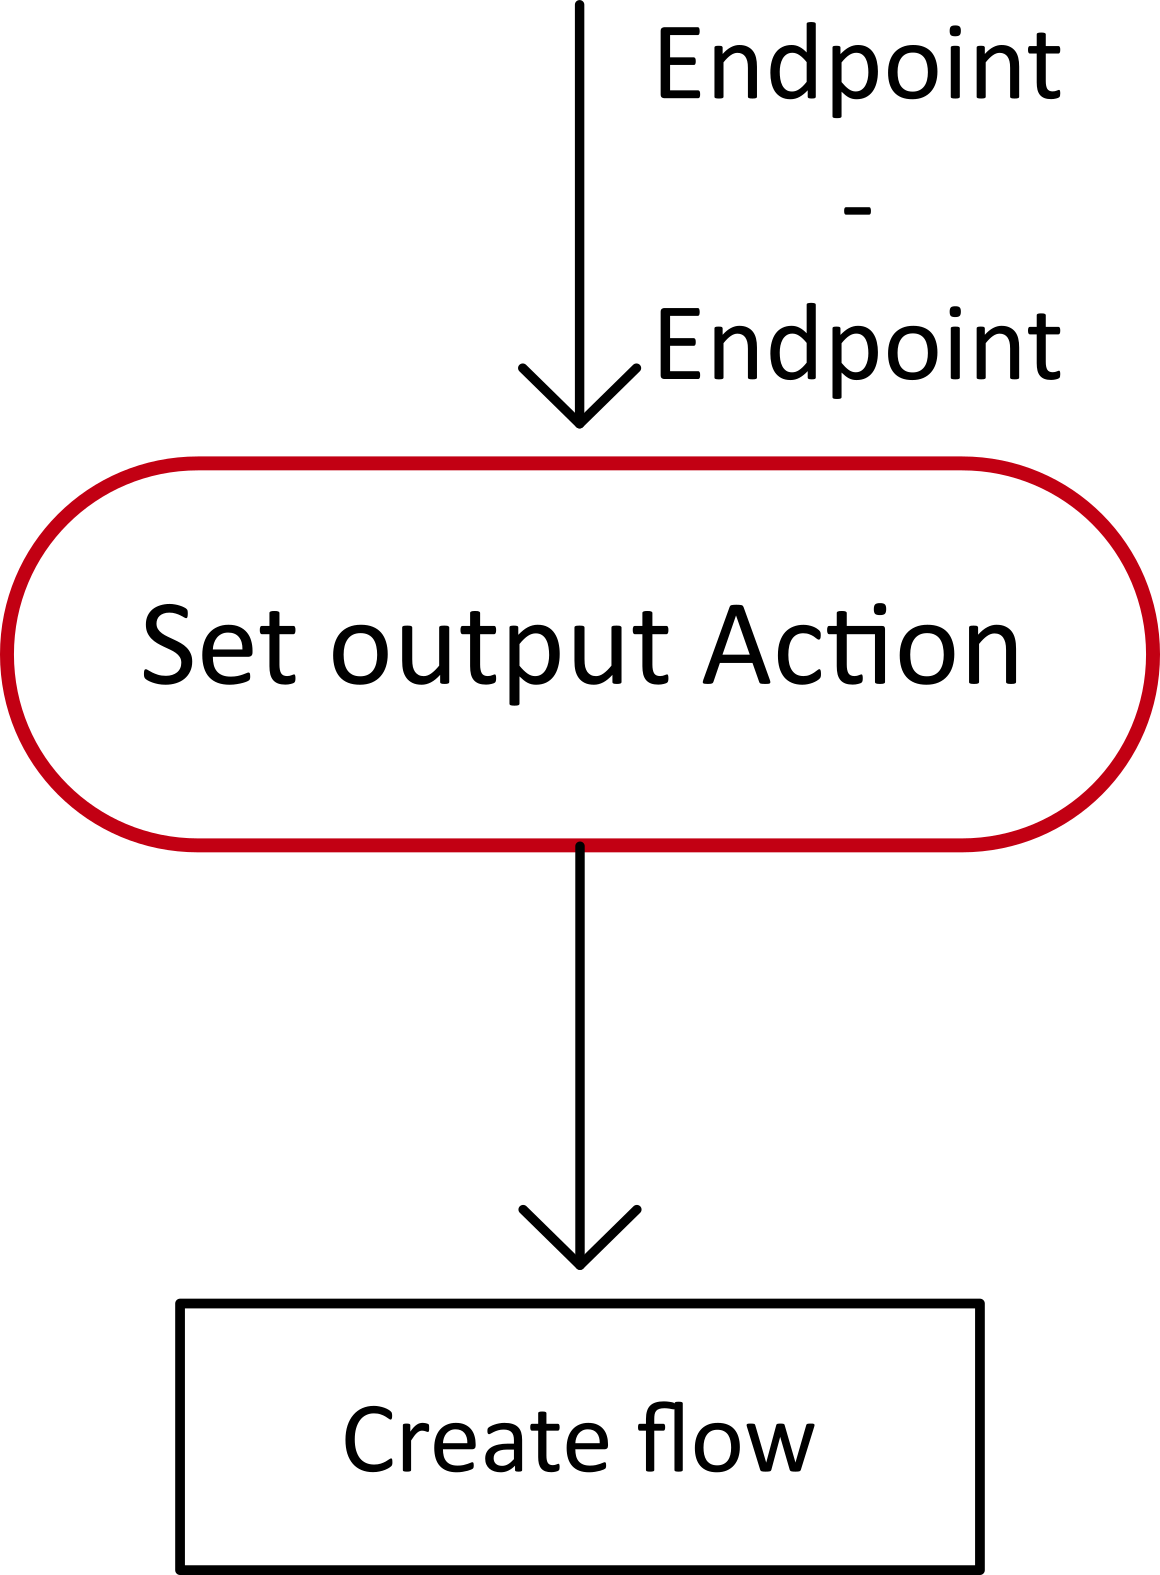 Endpoint
-
Endpoint
Set output Action
Create flow